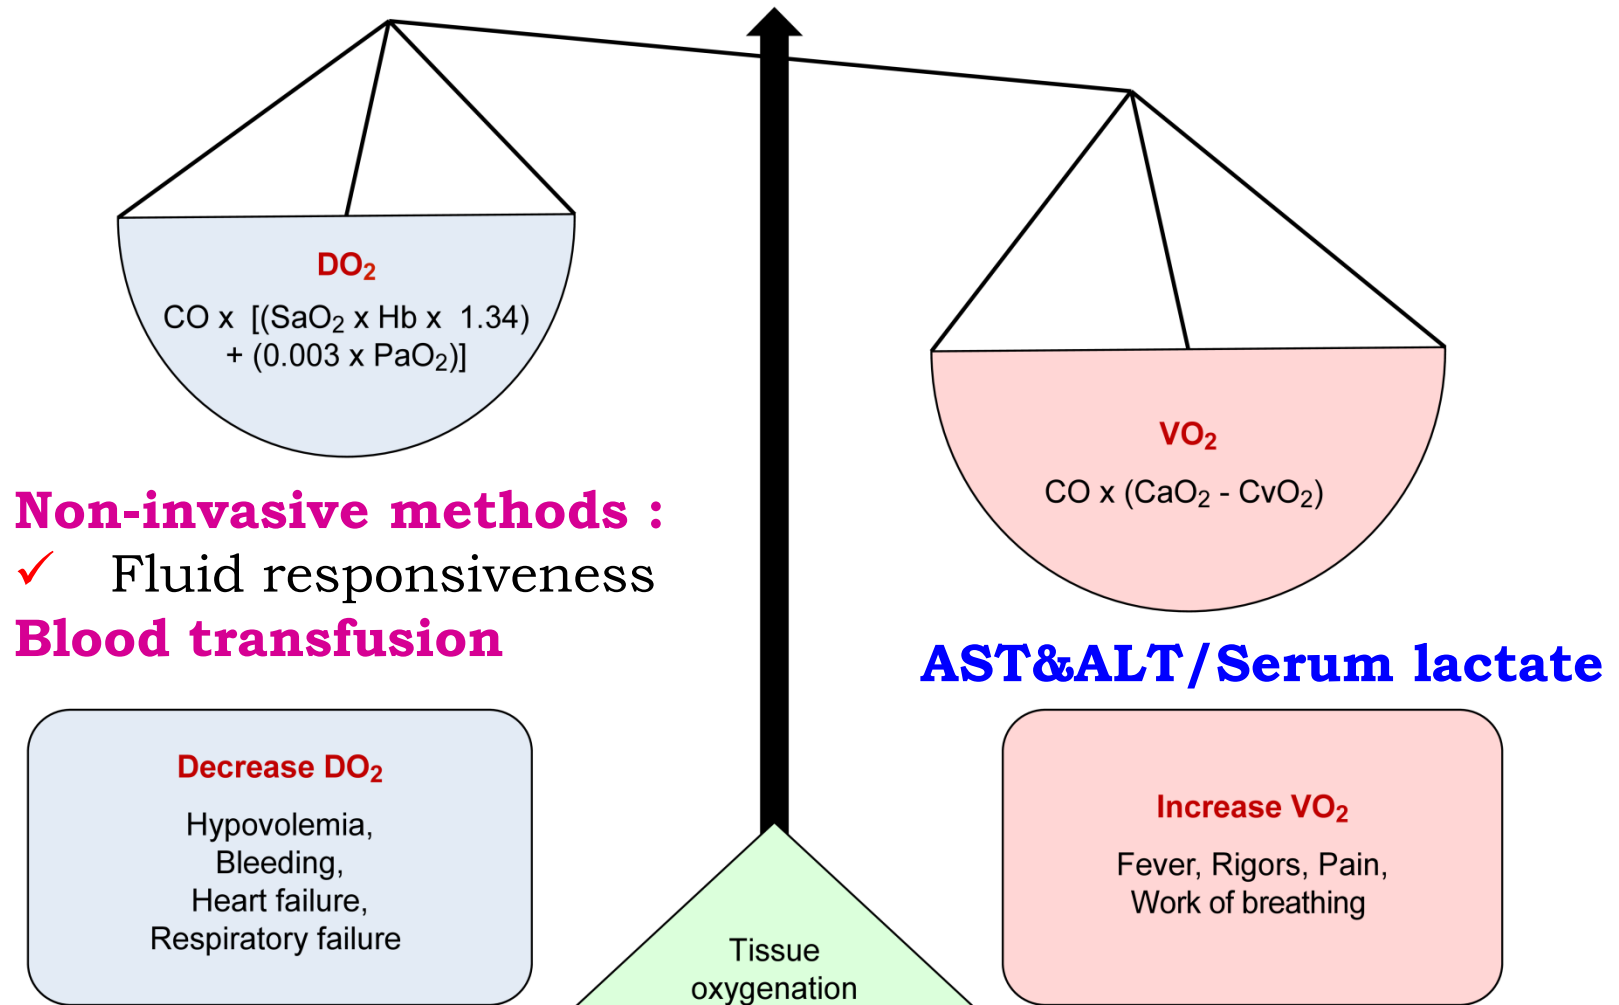 DO₂
CO x [(SaO₂ x Hb x 1.34)
+ (0.003 x PaO₂)]
VO₂
CO x (CaO₂ - CvO₂)
Non-invasive methods :
✓ Fluid responsiveness
Blood transfusion
AST&ALT/Serum lactate
Decrease DO₂
Hypovolemia,
Bleeding,
Heart failure,
Respiratory failure
Increase VO₂
Fever, Rigors, Pain,
Work of breathing
Tissue
oxygenation